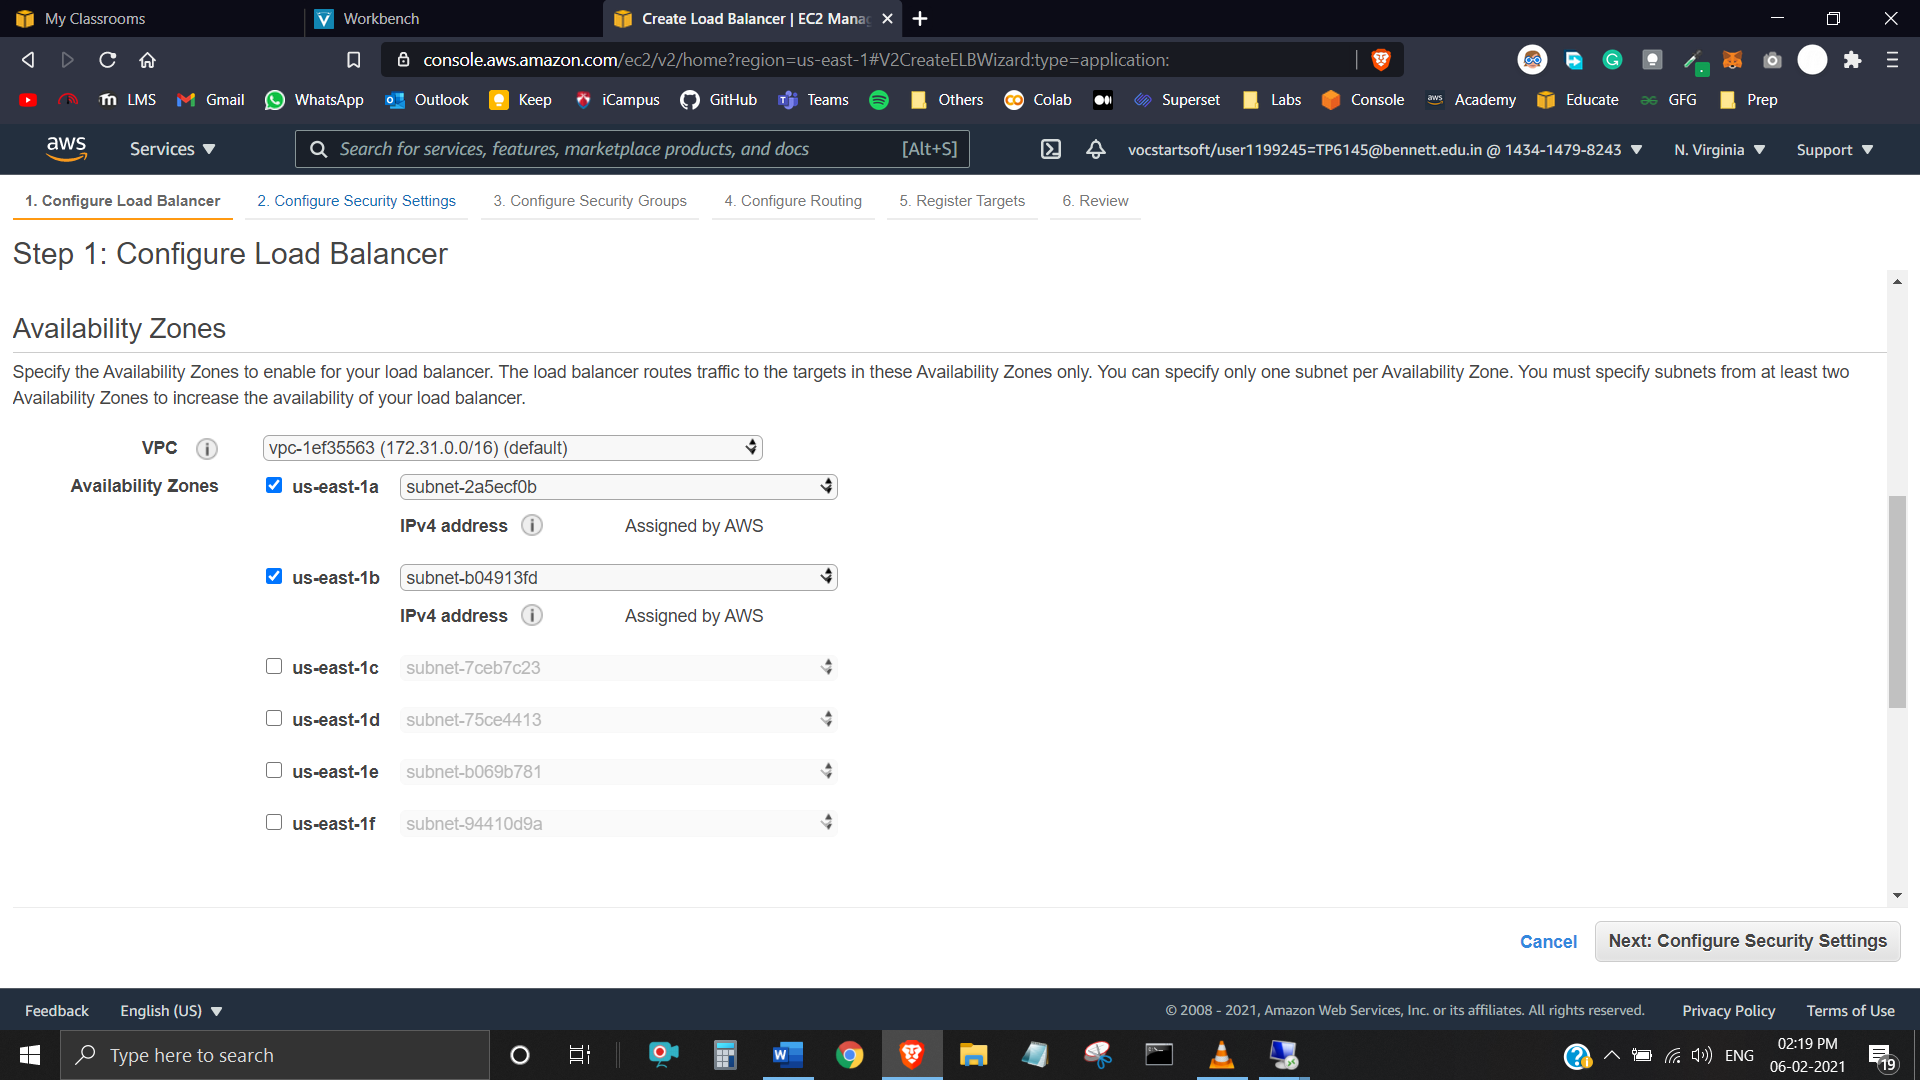 My Classrooms
Workbench
Create Load Balancer | EC2 Mana
console.aws.amazon.com/ec2/v2/home?region=us-east-1#V2CreateELBWizard:type=application:
LMS Gmail WhatsApp Outlook Keep iCampus GitHub Teams Others Colab Superset Labs Console aws Academy Educate GFG Prep
aws Services Search for services, features, marketplace products, and docs [Alt+S] vocstartsoft/user1199245=TP6145@bennett.edu.in @ 1434-1479-8243 N. Virginia Support
1. Configure Load Balancer 2. Configure Security Settings 3. Configure Security Groups 4. Configure Routing 5. Register Targets 6. Review
Step 1: Configure Load Balancer
Availability Zones
Specify the Availability Zones to enable for your load balancer. The load balancer routes traffic to the targets in these Availability Zones only. You can specify only one subnet per Availability Zone. You must specify subnets from at least two
Availability Zones to increase the availability of your load balancer.
VPC i vpc-1ef35563 (172.31.0.0/16) (default)
Availability Zones us-east-1a subnet-2a5ecf0b
IPv4 address i Assigned by AWS
us-east-1b subnet-b04913fd
IPv4 address i Assigned by AWS
us-east-1c subnet-7ceb7c23
us-east-1d subnet-75ce4413
us-east-1e subnet-b069b781
us-east-1f subnet-94410d9a
Cancel Next: Configure Security Settings
Feedback English (US) © 2008 - 2021, Amazon Web Services, Inc. or its affiliates. All rights reserved. Privacy Policy Terms of Use
Type here to search ENG 02:19 PM
06-02-2021 19